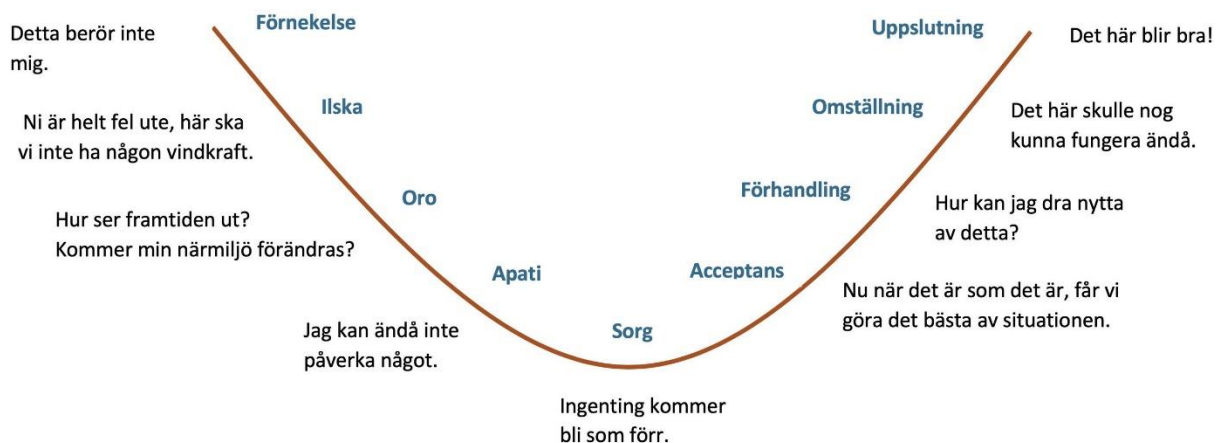 Förnekelse
Detta berör inte
mig.
Ilska
Ni är helt fel ute, här ska
vi inte ha någon vindkraft.
Oro
Hur ser framtiden ut?
Kommer min närmiljö förändras?
Apati
Jag kan ändå inte
påverka något.
Sorg
Ingenting kommer
bli som förr.
Acceptans
Nu när det är som det är, får vi
göra det bästa av situationen.
Förhandling
Hur kan jag dra nytta
av detta?
Omställning
Det här skulle nog
kunna fungera ändå.
Uppslutning
Det här blir bra!